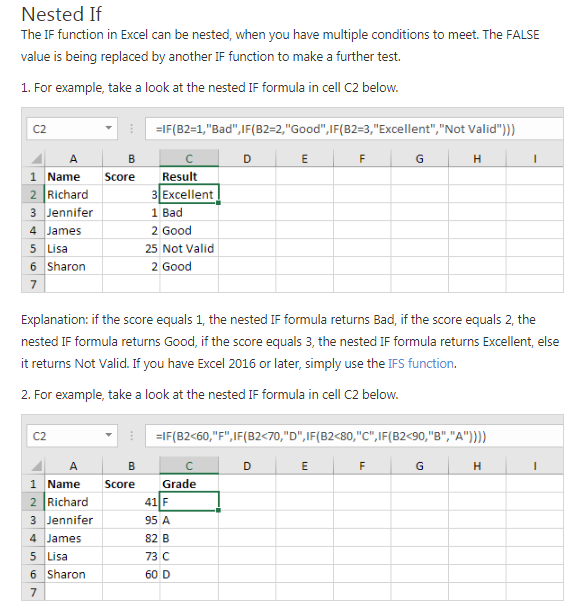 Nested If
The IF function in Excel can be nested, when you have multiple conditions to meet. The FALSE
value is being replaced by another IF function to make a further test.
1. For example, take a look at the nested IF formula in cell C2 below.
C2 =IF(B2=1,"Bad",IF(B2=2,"Good",IF(B2=3,"Excellent","Not Valid")))
A B C D E F G H I
1 Name Score Result
2 Richard 3 Excellent
3 Jennifer 1 Bad
4 James 2 Good
5 Lisa 25 Not Valid
6 Sharon 2 Good
7
Explanation: if the score equals 1, the nested IF formula returns Bad, if the score equals 2, the
nested IF formula returns Good, if the score equals 3, the nested IF formula returns Excellent, else
it returns Not Valid. If you have Excel 2016 or later, simply use the IFS function.
2. For example, take a look at the nested IF formula in cell C2 below.
C2 =IF(B2<60,"F",IF(B2<70,"D",IF(B2<80,"C",IF(B2<90,"B","A"))))
A B C D E F G H I
1 Name Score Grade
2 Richard 41 F
3 Jennifer 95 A
4 James 82 B
5 Lisa 73 C
6 Sharon 60 D
7